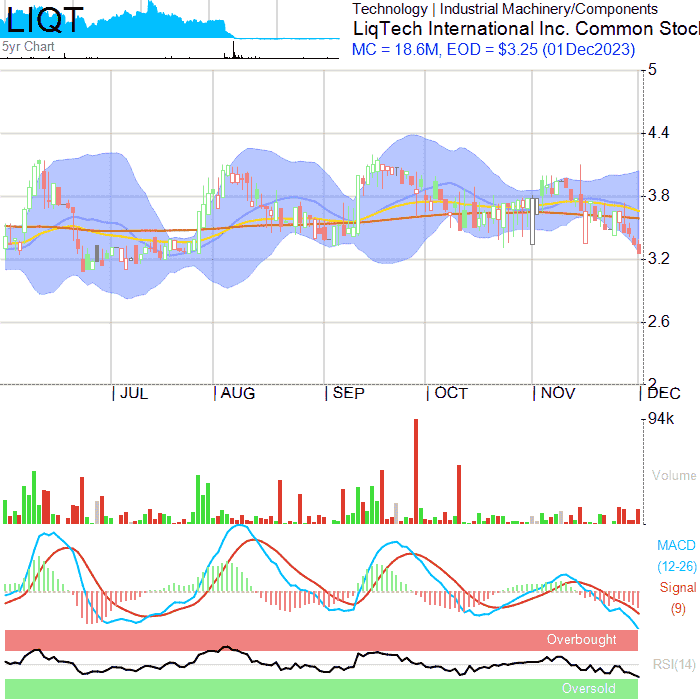 LIQT
5yr Chart
Technology | Industrial Machinery/Components
LiqTech International Inc. Common Stoc
MC = 18.6M, EOD = $3.25 (01Dec2023)
5
4.4
3.8
3.2
2.6
2
JUL
AUG
SEP
OCT
NOV
DEC
94k
Volume
MACD
(12-26)
Signal
(9)
Overbought
RSI(14)
Oversold